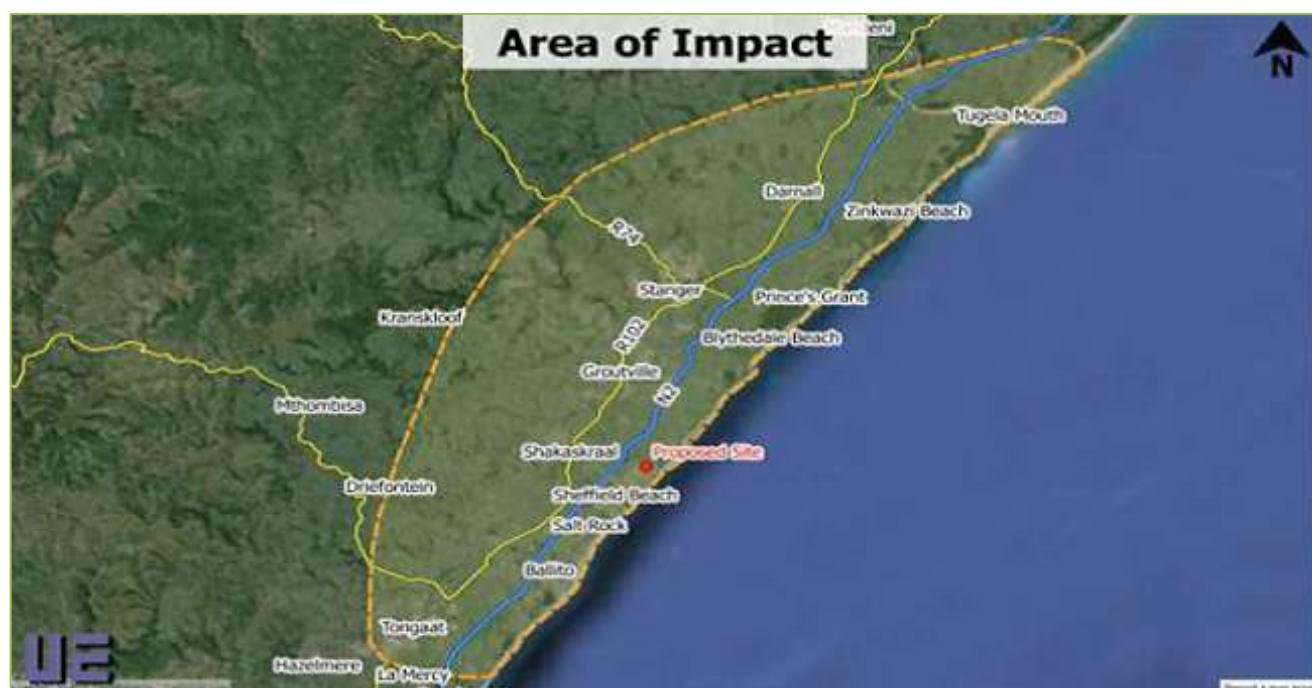 Area of Impact
N
Tugela Mouth
Darnall
Zinkwazi Beach
R74
Stanger
Prince's Grant
Kranskloof
R102
Blythedale Beach
Groutville
N2
Mthombisa
Shakaskraal
Proposed Site
Driefontein
Sheffield Beach
Salt Rock
Ballito
Tongaat
UE
Hazelmere
La Mercy